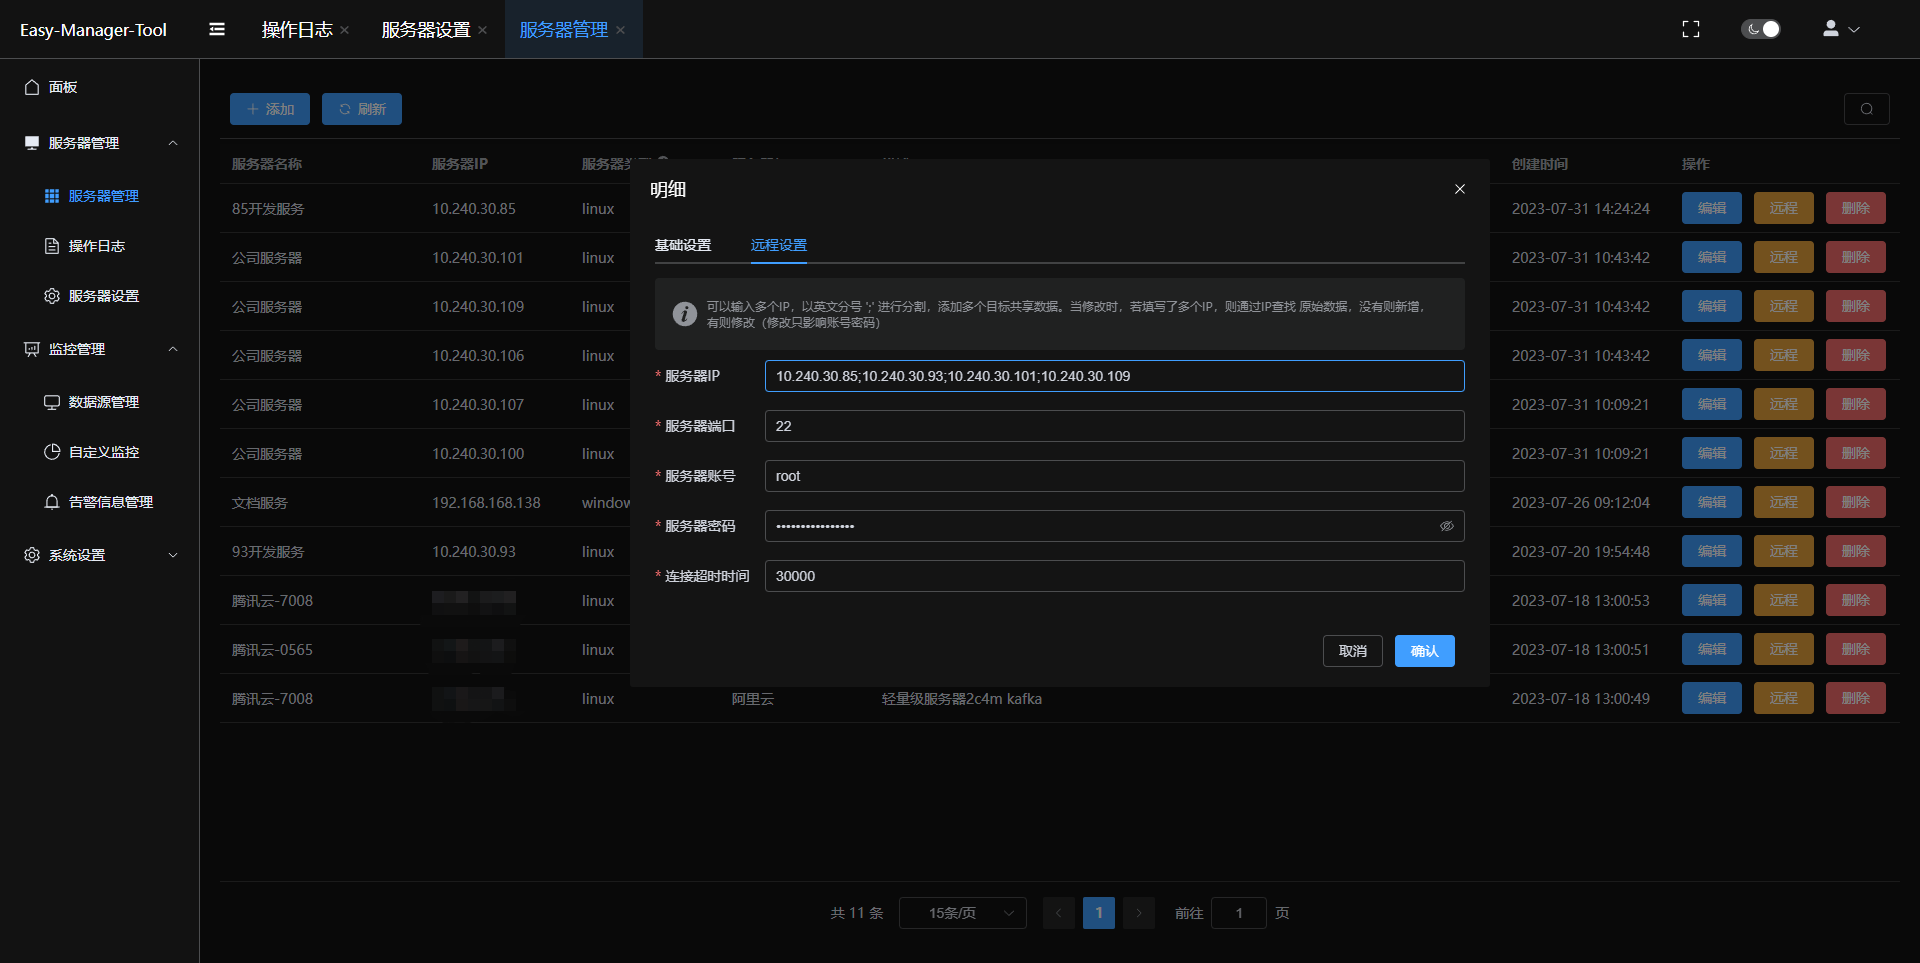 Easy-Manager-Tool
操作日志
服务器设置
服务器管理
面板
服务器管理
服务器管理
操作日志
服务器设置
监控管理
数据源管理
自定义监控
告警信息管理
系统设置
添加
刷新
服务器名称 服务器IP 服务器类 创建时间 操作
85开发服务 10.240.30.85 linux 2023-07-31 14:24:24 编辑 远程 删除
公司服务器 10.240.30.101 linux 2023-07-31 10:43:42 编辑 远程 删除
公司服务器 10.240.30.109 linux 2023-07-31 10:43:42 编辑 远程 删除
公司服务器 10.240.30.106 linux 2023-07-31 10:43:42 编辑 远程 删除
公司服务器 10.240.30.107 linux 2023-07-31 10:09:21 编辑 远程 删除
公司服务器 10.240.30.100 linux 2023-07-31 10:09:21 编辑 远程 删除
文档服务 192.168.168.138 window 2023-07-26 09:12:04 编辑 远程 删除
93开发服务 10.240.30.93 linux 2023-07-20 19:54:48 编辑 远程 删除
腾讯云-7008 linux 2023-07-18 13:00:53 编辑 远程 删除
腾讯云-0565 linux 2023-07-18 13:00:51 编辑 远程 删除
腾讯云-7008 linux 阿里云 轻量级服务器2c4m kafka 2023-07-18 13:00:49 编辑 远程 删除
明细
基础设置 远程设置
可以输入多个IP，以英文分号 ';' 进行分割，添加多个目标共享数据。当修改时，若填写了多个IP，则通过IP查找 原始数据，没有则新增，
有则修改（修改只影响账号密码）
* 服务器IP 10.240.30.85;10.240.30.93;10.240.30.101;10.240.30.109
* 服务器端口 22
* 服务器账号 root
* 服务器密码 ••••••••••••••••
* 连接超时时间 30000
取消 确认
共 11 条 15条/页 1 前往 1 页